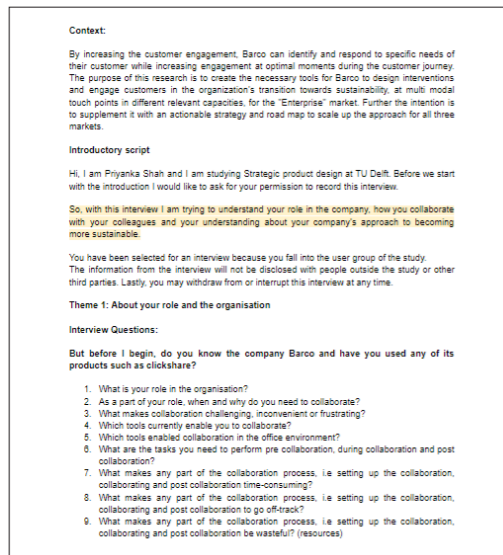 Context:
By increasing the customer engagement, Barco can identify and respond to specific needs of
their customer while increasing engagement at optimal moments during the customer journey.
The purpose of this research is to create the necessary tools for Barco to design interventions
and engage customers in the organization's transition towards sustainability, at multi modal
touch points in different relevant capacities, for the "Enterprise" market. Further the intention is
to supplement it with an actionable strategy and road map to scale up the approach for all three
markets.
Introductory script
Hi, I am Priyanka Shah and I am studying Strategic product design at TU Delft. Before we start
with the introduction I would like to ask for your permission to record this interview.
So, with this interview I am trying to understand your role in the company, how you collaborate
with your colleagues and your understanding about your company's approach to becoming
more sustainable.
You have been selected for an interview because you fall into the user group of the study.
The information from the interview will not be disclosed with people outside the study or other
third parties. Lastly, you may withdraw from or interrupt this interview at any time.
Theme 1: About your role and the organisation
Interview Questions:
But before I begin, do you know the company Barco and have you used any of its
products such as clickshare?
1. What is your role in the organisation?
2. As a part of your role, when and why do you need to collaborate?
3. What makes collaboration challenging, inconvenient or frustrating?
4. Which tools currently enable you to collaborate?
5. Which tools enabled collaboration in the office environment?
6. What are the tasks you need to perform pre collaboration, during collaboration and post
collaboration?
7. What makes any part of the collaboration process, i.e setting up the collaboration,
collaborating and post collaboration time-consuming?
8. What makes any part of the collaboration process, i.e setting up the collaboration,
collaborating and post collaboration to go off-track?
9. What makes any part of the collaboration process, i.e setting up the collaboration,
collaborating and post collaboration be wasteful? (resources)